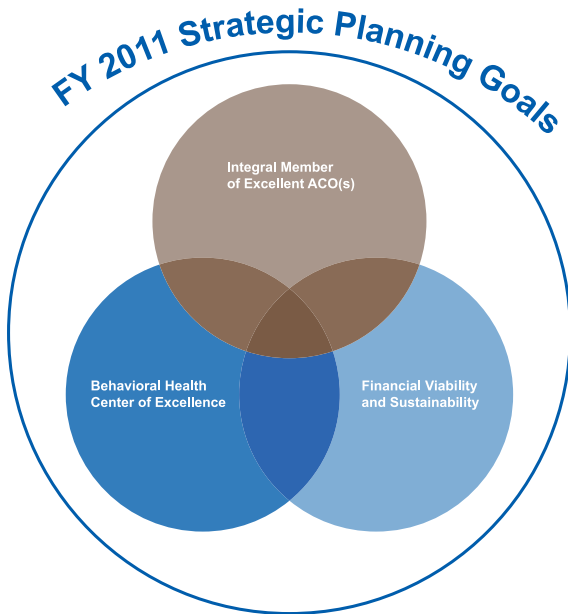 FY 2011 Strategic Planning Goals
Integral Member
of Excellent ACO(s)
Behavioral Health
Center of Excellence
Financial Viability
and Sustainability